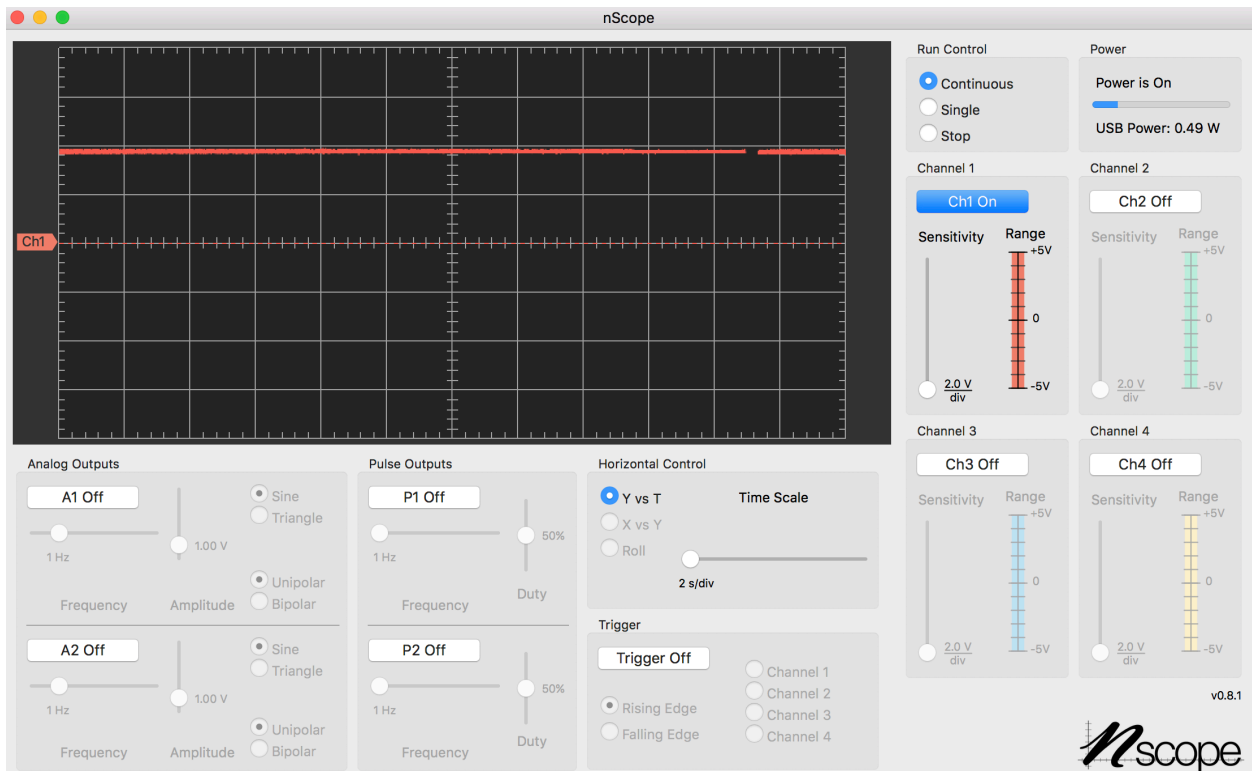 nScope
Ch1
Run Control
Continuous
Single
Stop
Power
Power is On
USB Power: 0.49 W
Channel 1
Ch1 On
Sensitivity
Range
+5V
0
-5V
2.0 V
div
Channel 2
Ch2 Off
Sensitivity
Range
+5V
0
-5V
2.0 V
div
Analog Outputs
A1 Off
1 Hz
Frequency
1.00 V
Amplitude
Sine
Triangle
Unipolar
Bipolar
A2 Off
1 Hz
Frequency
1.00 V
Amplitude
Sine
Triangle
Unipolar
Bipolar
Pulse Outputs
P1 Off
1 Hz
Frequency
50%
Duty
P2 Off
1 Hz
Frequency
50%
Duty
Horizontal Control
Y vs T
X vs Y
Roll
Time Scale
2 s/div
Trigger
Trigger Off
Rising Edge
Falling Edge
Channel 1
Channel 2
Channel 3
Channel 4
Channel 3
Ch3 Off
Sensitivity
Range
+5V
0
-5V
2.0 V
div
Channel 4
Ch4 Off
Sensitivity
Range
+5V
0
-5V
2.0 V
div
v0.8.1
nscope